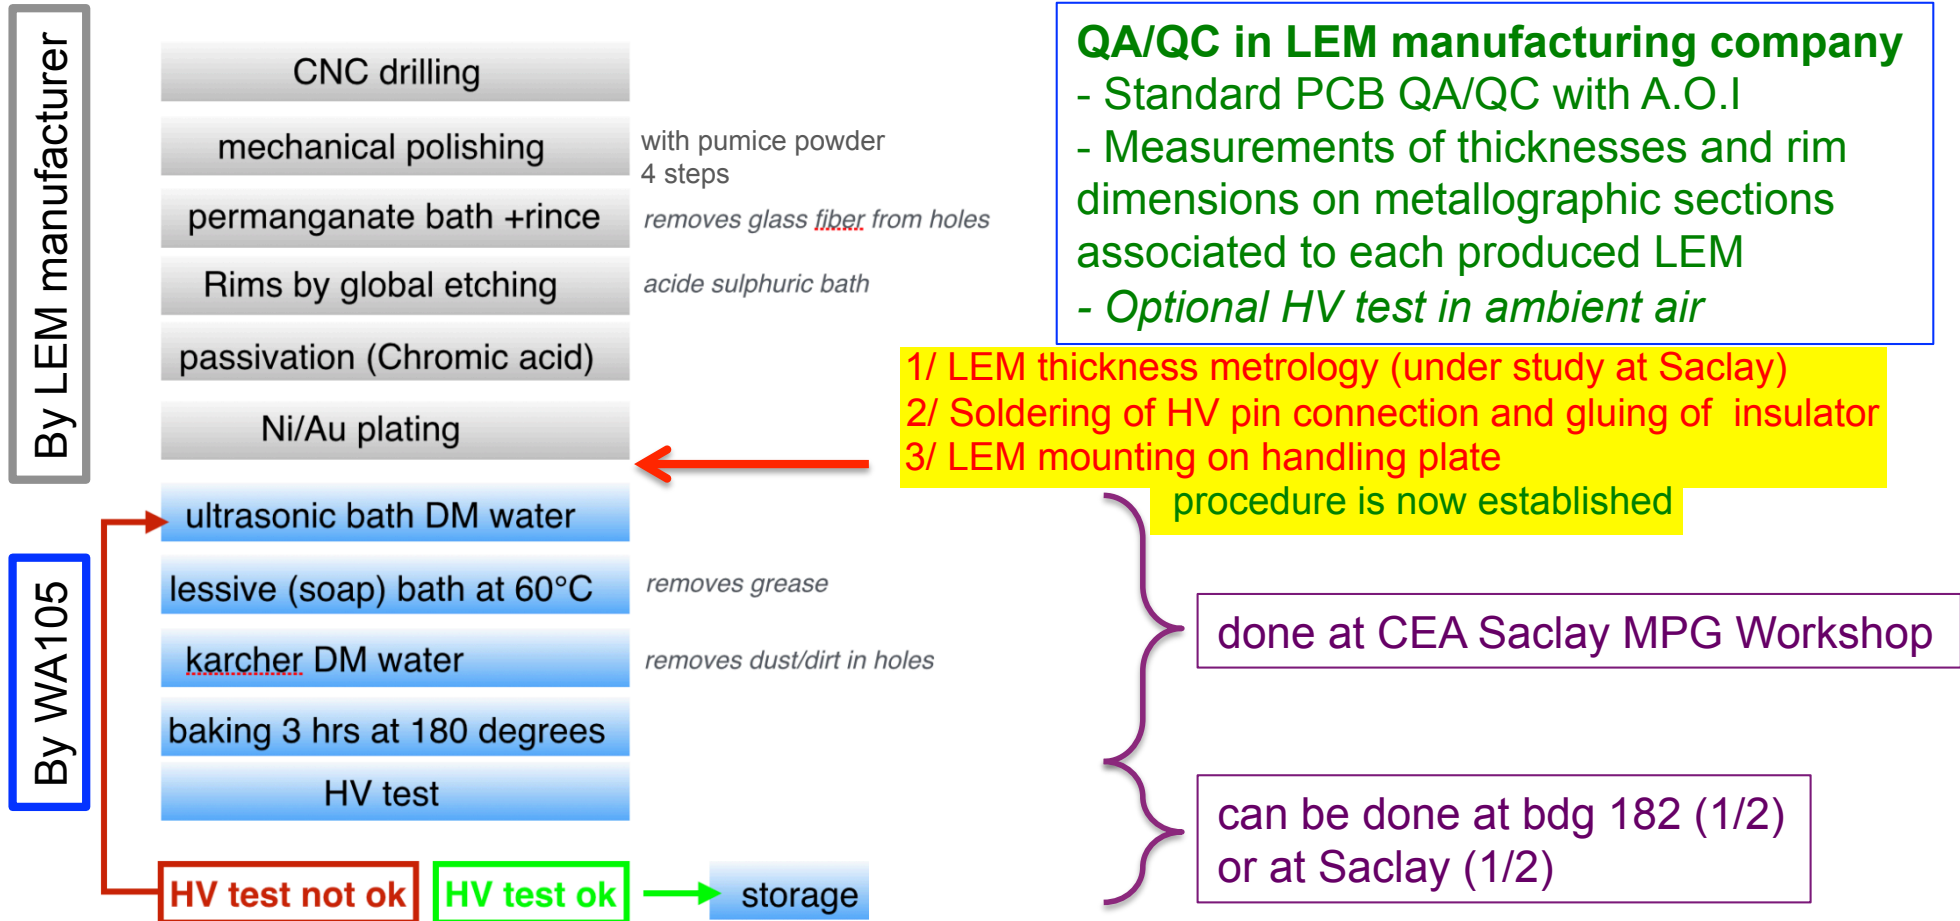 By LEM manufacturer
CNC drilling
mechanical polishing
with pumice powder
4 steps
permanganate bath +rince
removes glass fiber from holes
Rims by global etching
acide sulphuric bath
passivation (Chromic acid)
Ni/Au plating
QA/QC in LEM manufacturing company
- Standard PCB QA/QC with A.O.I
- Measurements of thicknesses and rim
dimensions on metallographic sections
associated to each produced LEM
- Optional HV test in ambient air
1/ LEM thickness metrology (under study at Saclay)
2/ Soldering of HV pin connection and gluing of insulator
3/ LEM mounting on handling plate
procedure is now established
By WA105
ultrasonic bath DM water
lessive (soap) bath at 60°C
removes grease
karcher DM water
removes dust/dirt in holes
baking 3 hrs at 180 degrees
HV test
done at CEA Saclay MPG Workshop
can be done at bdg 182 (1/2)
or at Saclay (1/2)
HV test not ok
HV test ok
storage